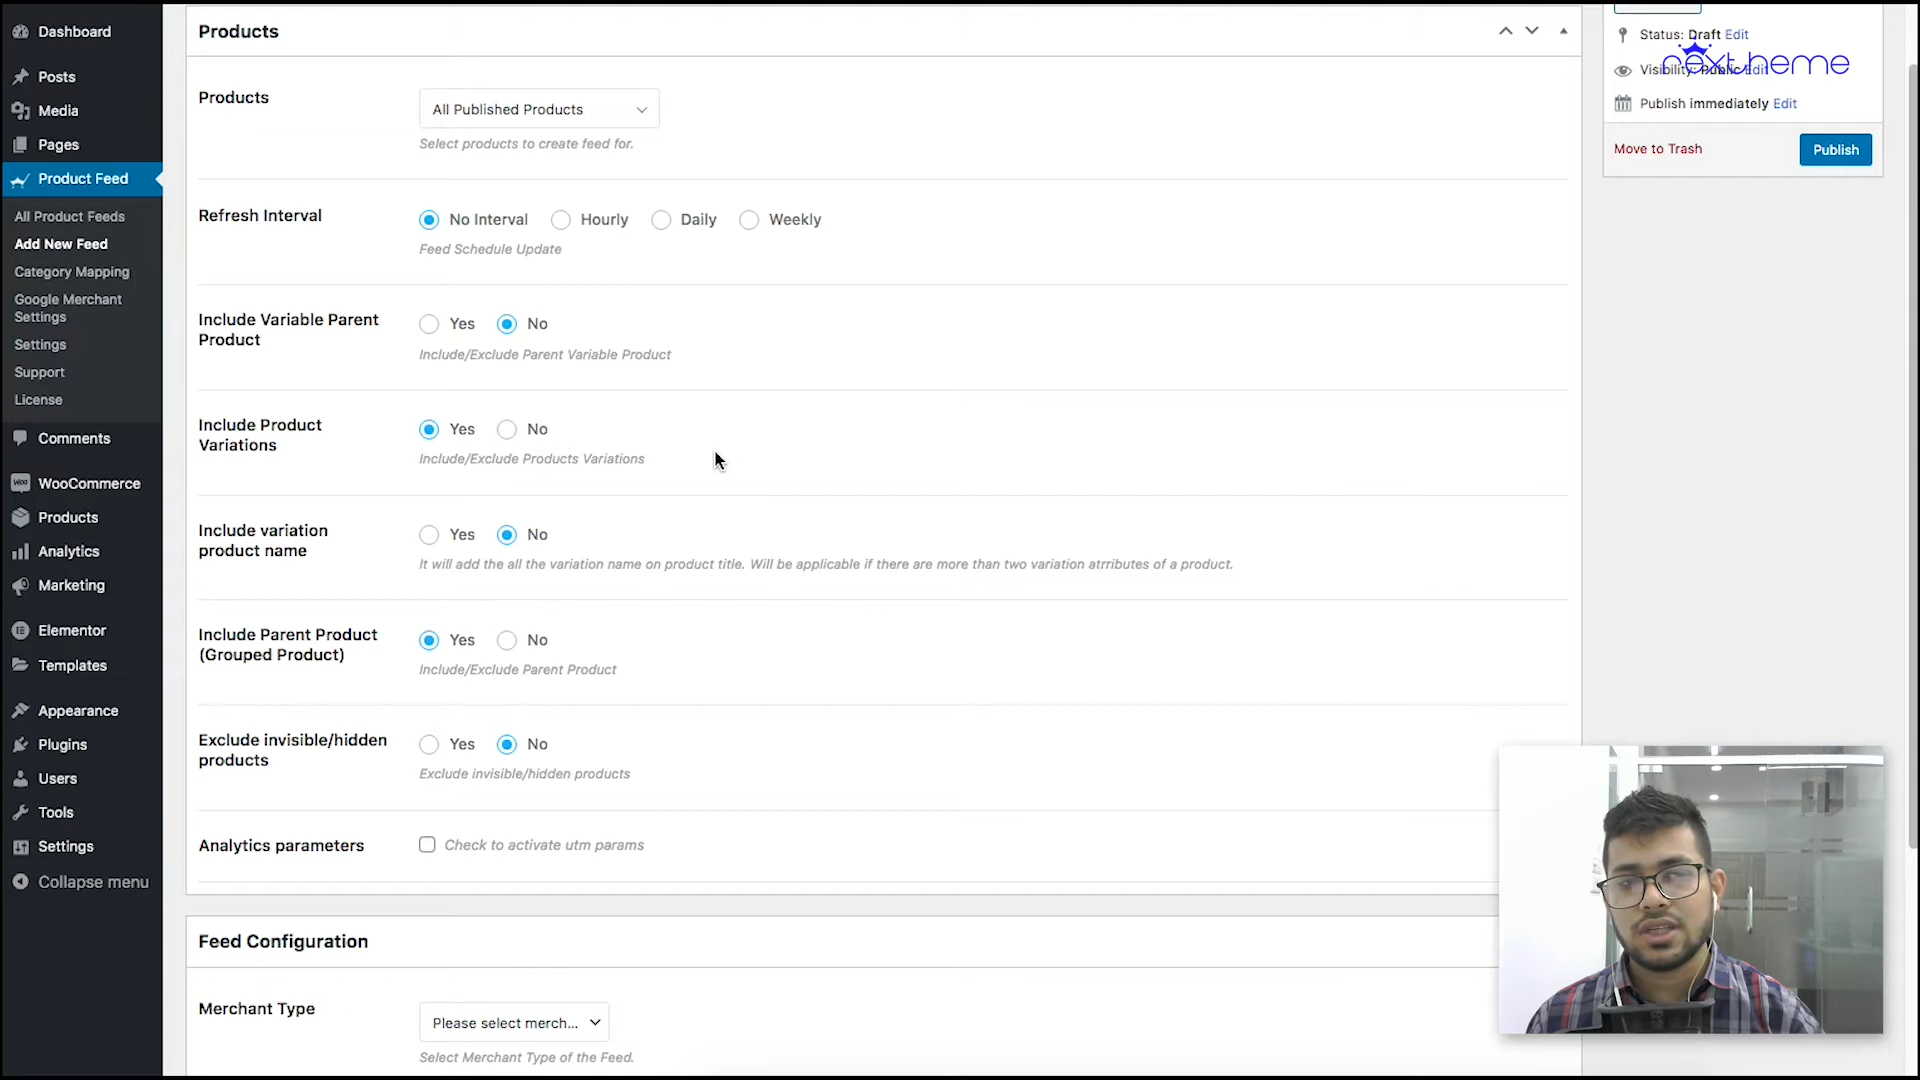 Dashboard
Posts
Media
Pages
Product Feed
All Product Feeds
Add New Feed
Category Mapping
Google Merchant
Settings
Settings
Support
License
Comments
WooCommerce
Products
Analytics
Marketing
Elementor
Templates
Appearance
Plugins
Users
Tools
Settings
Collapse menu
Products
Products
All Published Products
Select products to create feed for.
Refresh Interval
No Interval Hourly Daily Weekly
Feed Schedule Update
Include Variable Parent
Product
Yes No
Include/Exclude Parent Variable Product
Include Product
Variations
Yes No
Include/Exclude Products Variations
Include variation
product name
Yes No
It will add the all the variation name on product title. Will be applicable if there are more than two variation atrributes of a product.
Include Parent Product
(Grouped Product)
Yes No
Include/Exclude Parent Product
Exclude invisible/hidden
products
Yes No
Exclude invisible/hidden products
Analytics parameters
Check to activate utm params
Feed Configuration
Merchant Type
Please select merch...
Select Merchant Type of the Feed.
Status: Draft Edit
Visibility: Public Edit
Publish immediately Edit
Move to Trash
Publish